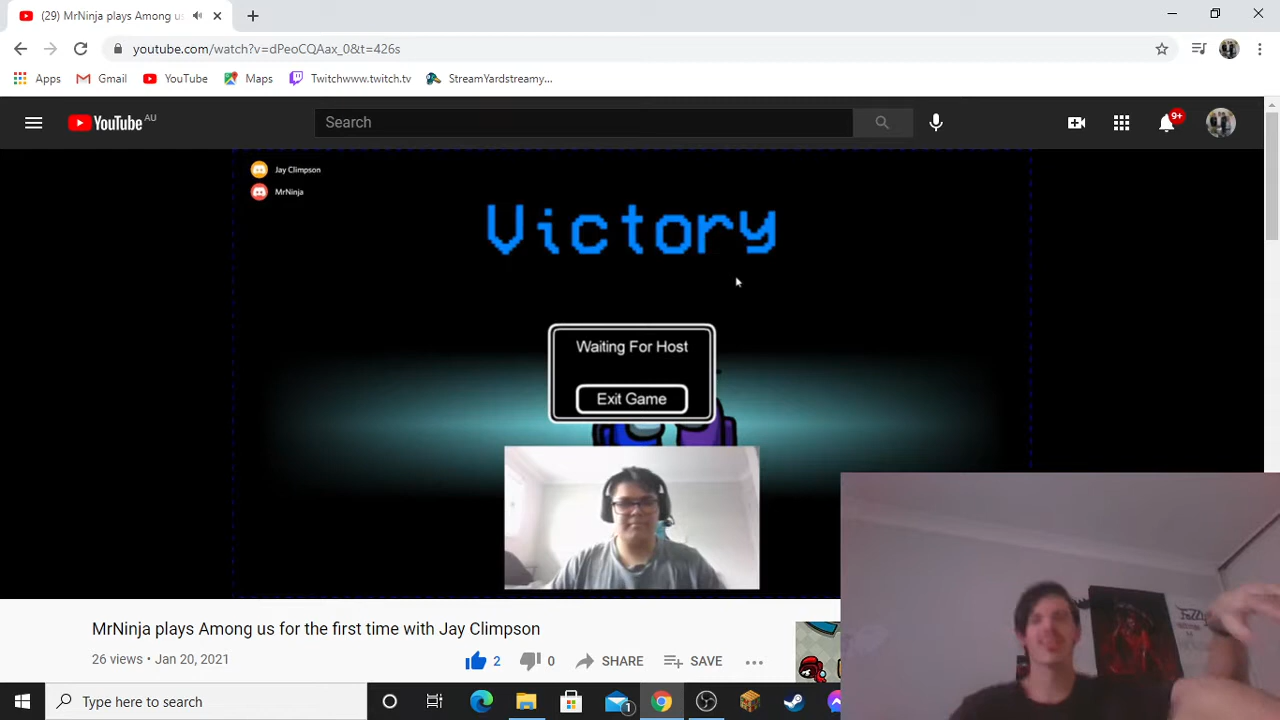 (29) MrNinja plays Among us
youtube.com/watch?v=dPeoCQAax_0&t=426s
Apps Gmail YouTube Maps Twitchwww.twitch.tv StreamYardstreamy...
YouTube AU
Search
9+
Jay Climpson
MrNinja
Victory
Waiting For Host
Exit Game
MrNinja plays Among us for the first time with Jay Climpson
26 views • Jan 20, 2021
2 0 SHARE SAVE
Type here to search
1